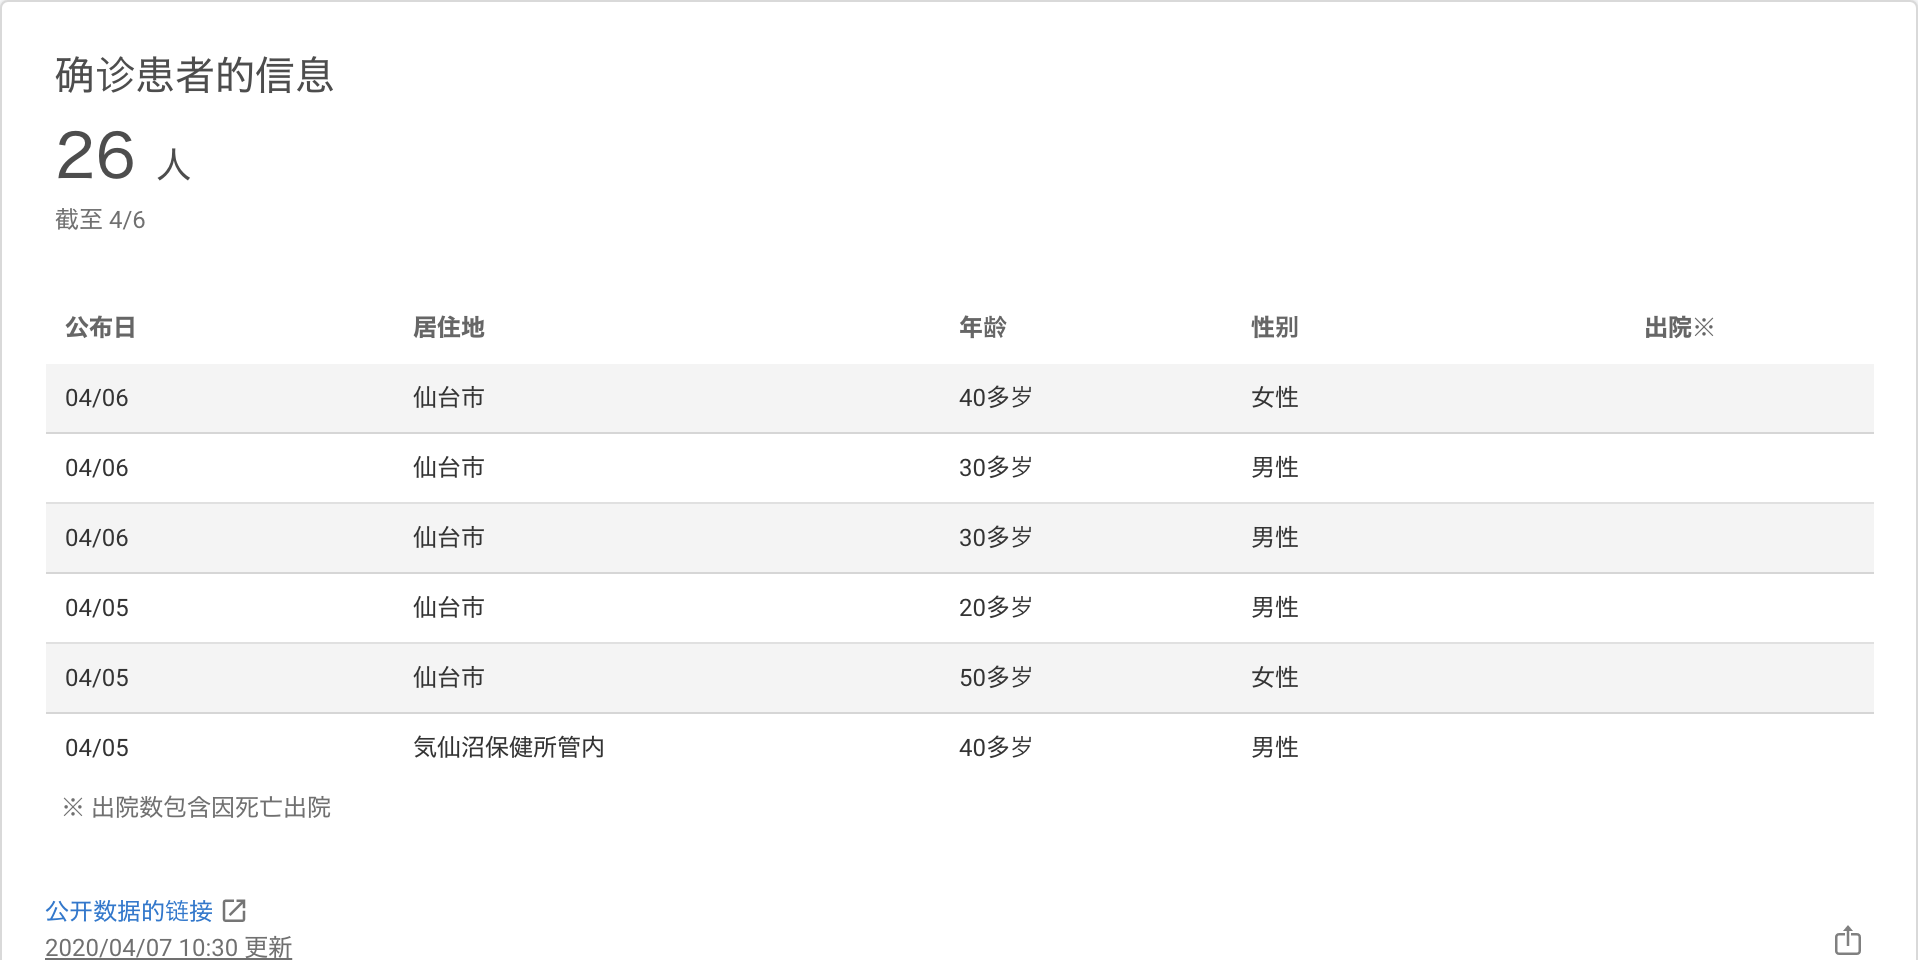 确诊患者的信息
26 人
截至 4/6
公布日 居住地 年龄 性别 出院※
04/06 仙台市 40多岁 女性
04/06 仙台市 30多岁 男性
04/06 仙台市 30多岁 男性
04/05 仙台市 20多岁 男性
04/05 仙台市 50多岁 女性
04/05 気仙沼保健所管内 40多岁 男性
※ 出院数包含因死亡出院
公开数据的链接
2020/04/07 10:30 更新